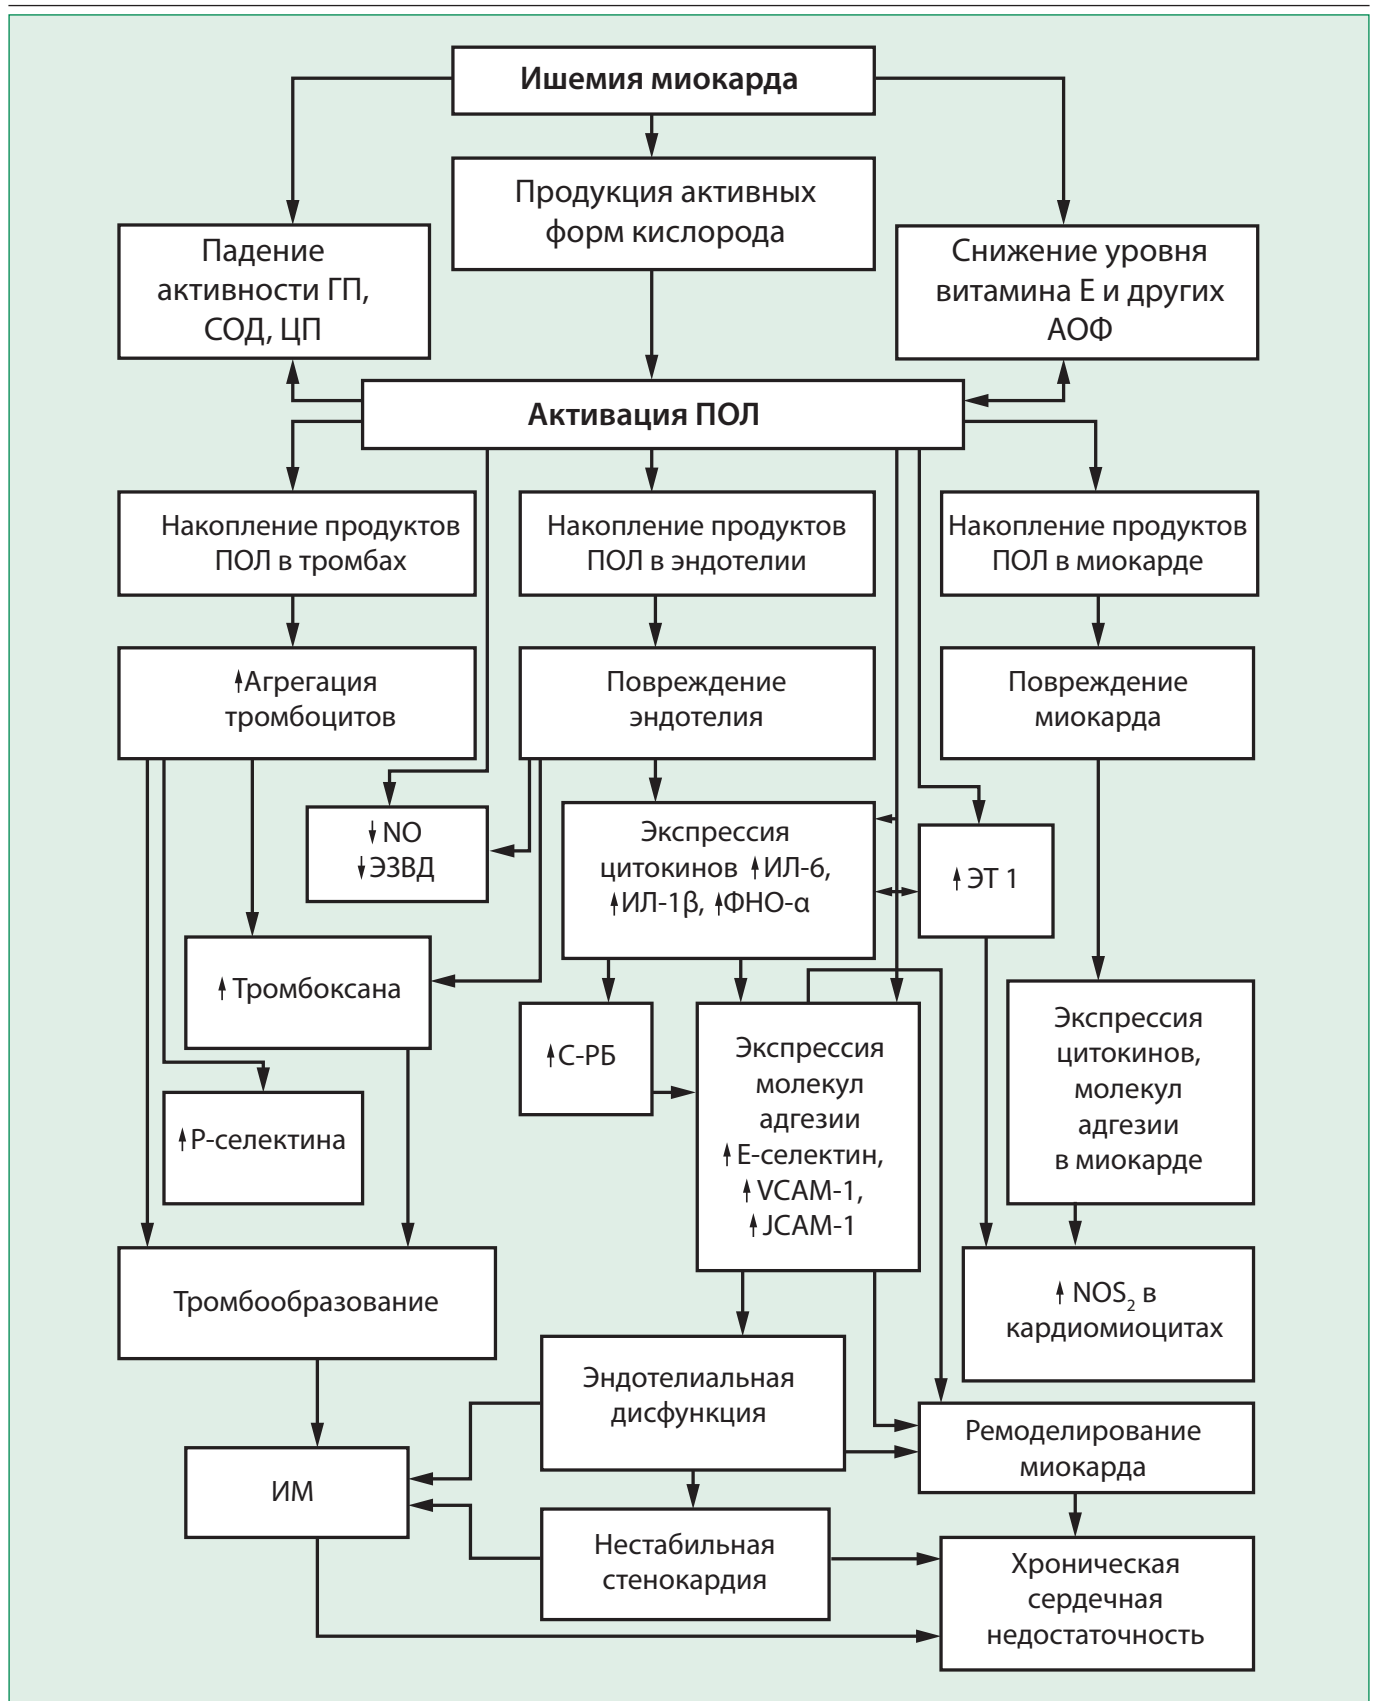 Ишемия миокарда
Продукция активных
форм кислорода
Падение
активности ГП,
СОД, ЦП
Снижение уровня
витамина Е и других
АОФ
Активация ПОЛ
Накопление продуктов
ПОЛ в тромбах
Накопление продуктов
ПОЛ в эндотелии
Накопление продуктов
ПОЛ в миокарде
↑Агрегация
тромбоцитов
Повреждение
эндотелия
Повреждение
миокарда
↓NO
↓ЭЗВД
Экспрессия
цитокинов ↑ИЛ-6,
↑ИЛ-1β, ↑ФНО-α
↑ЭТ 1
↑Тромбоксана
↑С-РБ
Экспрессия
молекул
адгезии
↑Е-селектин,
↑VCAM-1,
↑JCAM-1
Экспрессия
цитокинов,
молекул
адгезии
в миокарде
↑Р-селектина
Тромбообразование
↑ NOS₂ в
кардиомиоцитах
Эндотелиальная
дисфункция
Ремоделирование
миокарда
ИМ
Нестабильная
стенокардия
Хроническая
сердечная
недостаточность